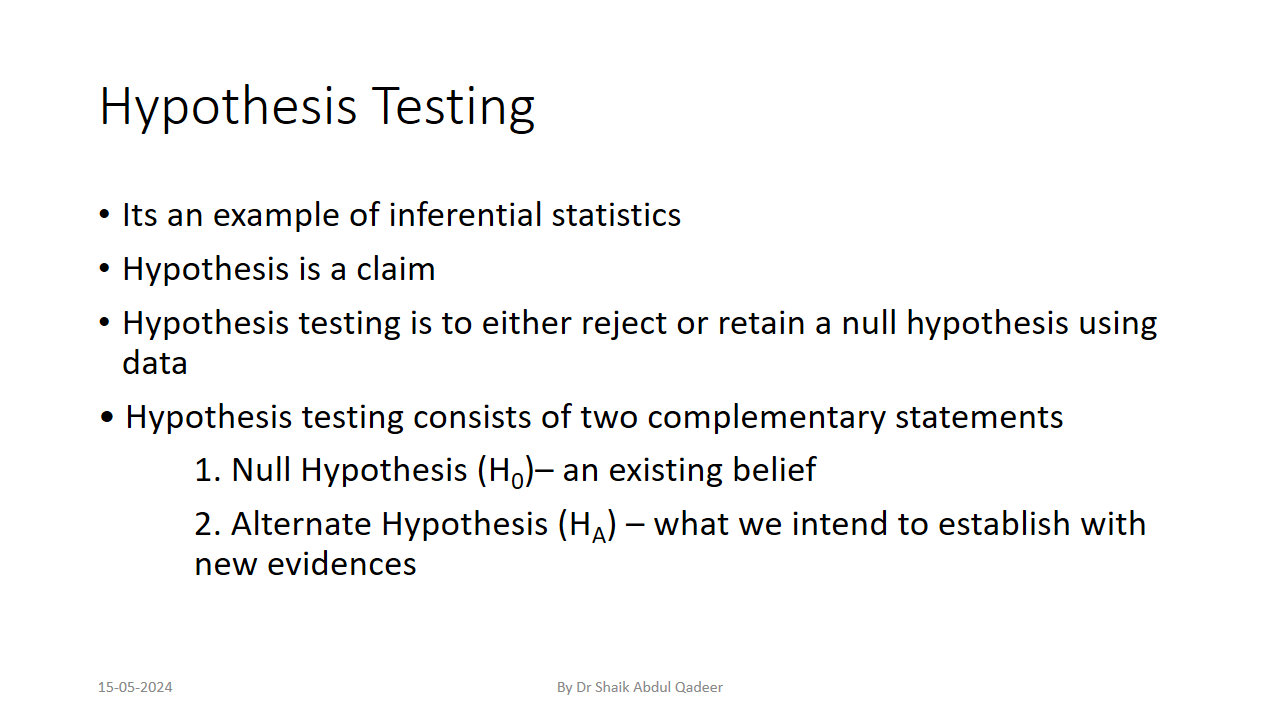 Hypothesis Testing
• Its an example of inferential statistics
• Hypothesis is a claim
• Hypothesis testing is to either reject or retain a null hypothesis using
data
• Hypothesis testing consists of two complementary statements
1. Null Hypothesis (H₀)– an existing belief
2. Alternate Hypothesis (H_A) – what we intend to establish with
new evidences
15-05-2024
By Dr Shaik Abdul Qadeer